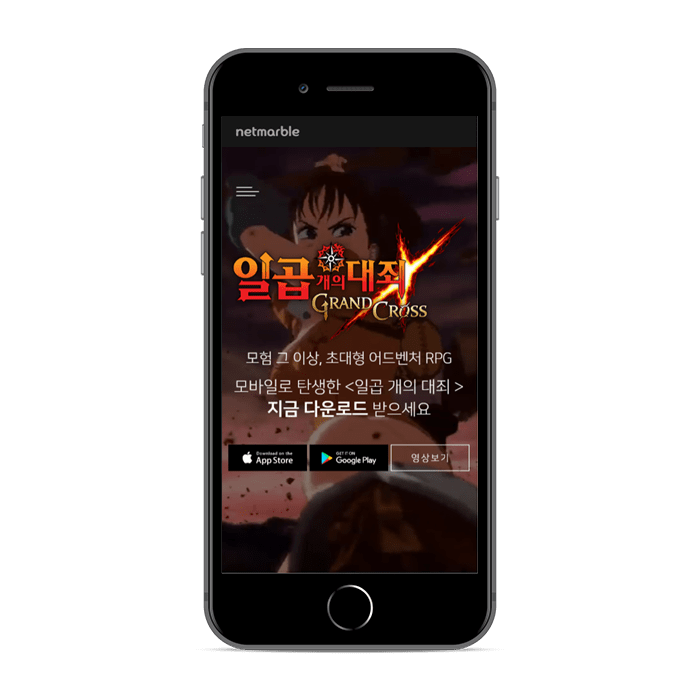 netmarble
일곱 개의 대죄
GRAND CROSS
모험 그 이상, 초대형 어드벤처 RPG
모바일로 탄생한 <일곱 개의 대죄 >
지금 다운로드 받으세요
Download on the
App Store
GET IT ON
Google Play
영상보기